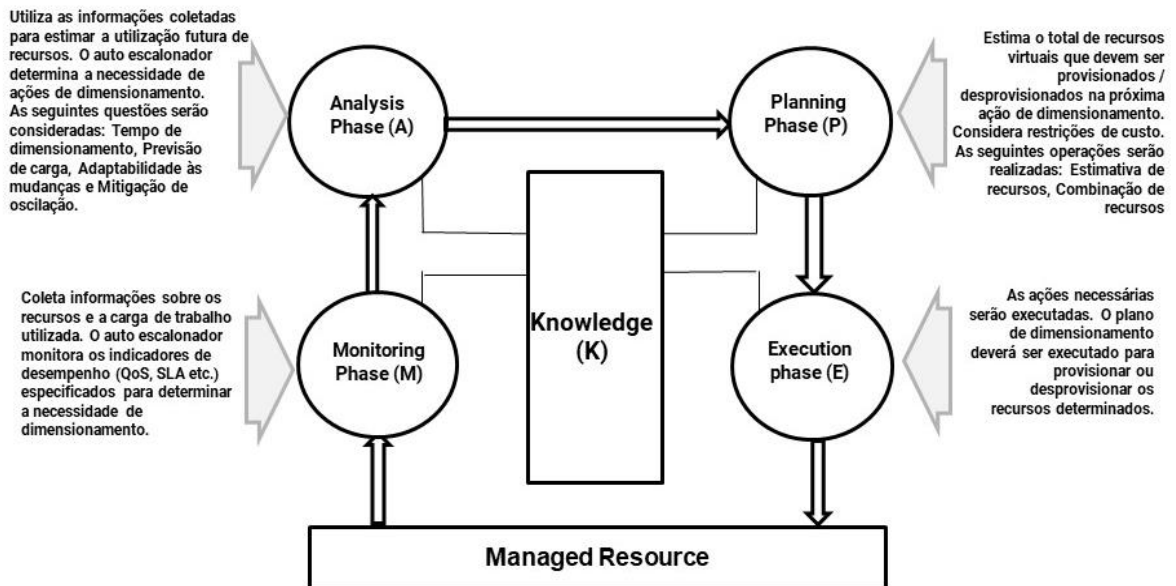 Utiliza as informações coletadas
para estimar a utilização futura de
recursos. O auto escalonador
determina a necessidade de
ações de dimensionamento.
As seguintes questões serão
consideradas: Tempo de
dimensionamento, Previsão
de carga, Adaptabilidade às
mudanças e Mitigação de
oscilação.
Analysis
Phase (A)
Planning
Phase (P)
Estima o total de recursos
virtuais que devem ser
provisionados /
desprovisionados na próxima
ação de dimensionamento.
Considera restrições de custo.
As seguintes operações serão
realizadas: Estimativa de
recursos, Combinação de
recursos
Coleta informações sobre os
recursos e a carga de trabalho
utilizada. O auto escalonador
monitora os indicadores de
desempenho (QoS, SLA etc.)
especificados para determinar
a necessidade de
dimensionamento.
Monitoring
Phase (M)
Knowledge
(K)
Execution
phase (E)
As ações necessárias
serão executadas. O plano
de dimensionamento
deverá ser executado para
provisionar ou
desprovisionar os
recursos determinados.
Managed Resource